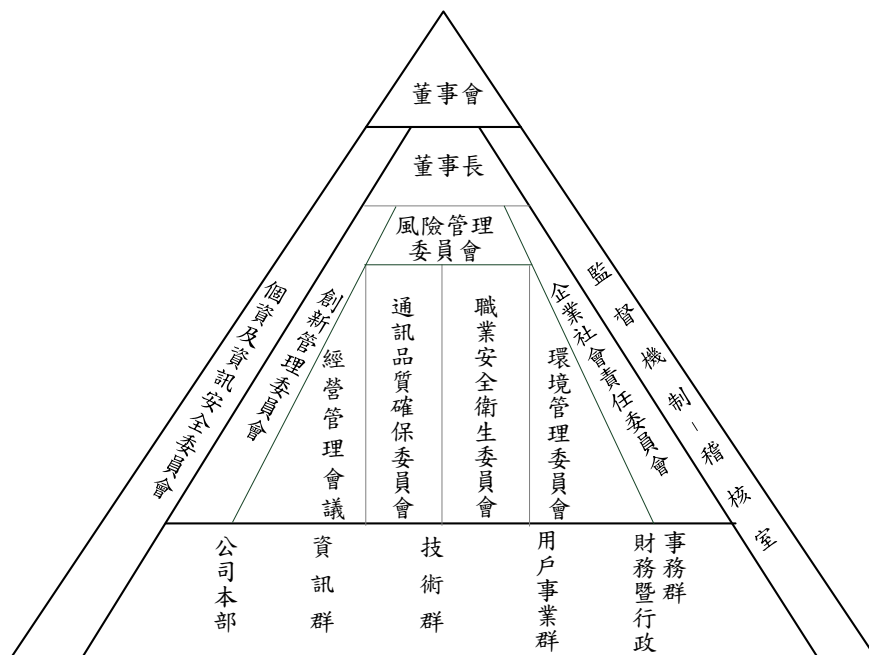 董事會
董事長
風險管理
委員會
個資及資訊安全委員會
創新管理委員會
經營管理會議
通訊品質確保委員會
職業安全衛生委員會
環境管理委員會
企業社會責任委員會
監督機制-稽核室
公司本部
資訊群
技術群
用戶事業群
財務暨行政
事務群